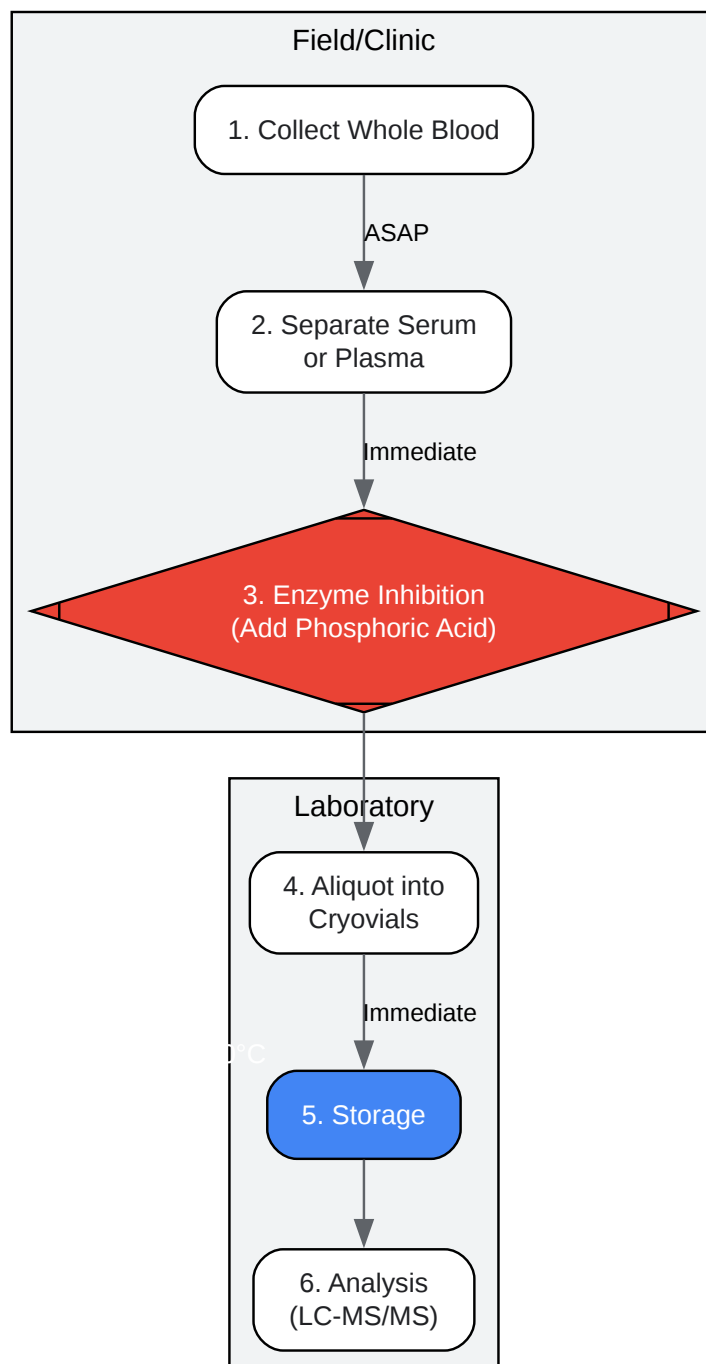 Field/Clinic
1. Collect Whole Blood
ASAP
2. Separate Serum
or Plasma
Immediate
3. Enzyme Inhibition
(Add Phosphoric Acid)
Laboratory
4. Aliquot into
Cryovials
Immediate
0°C
5. Storage
6. Analysis
(LC-MS/MS)